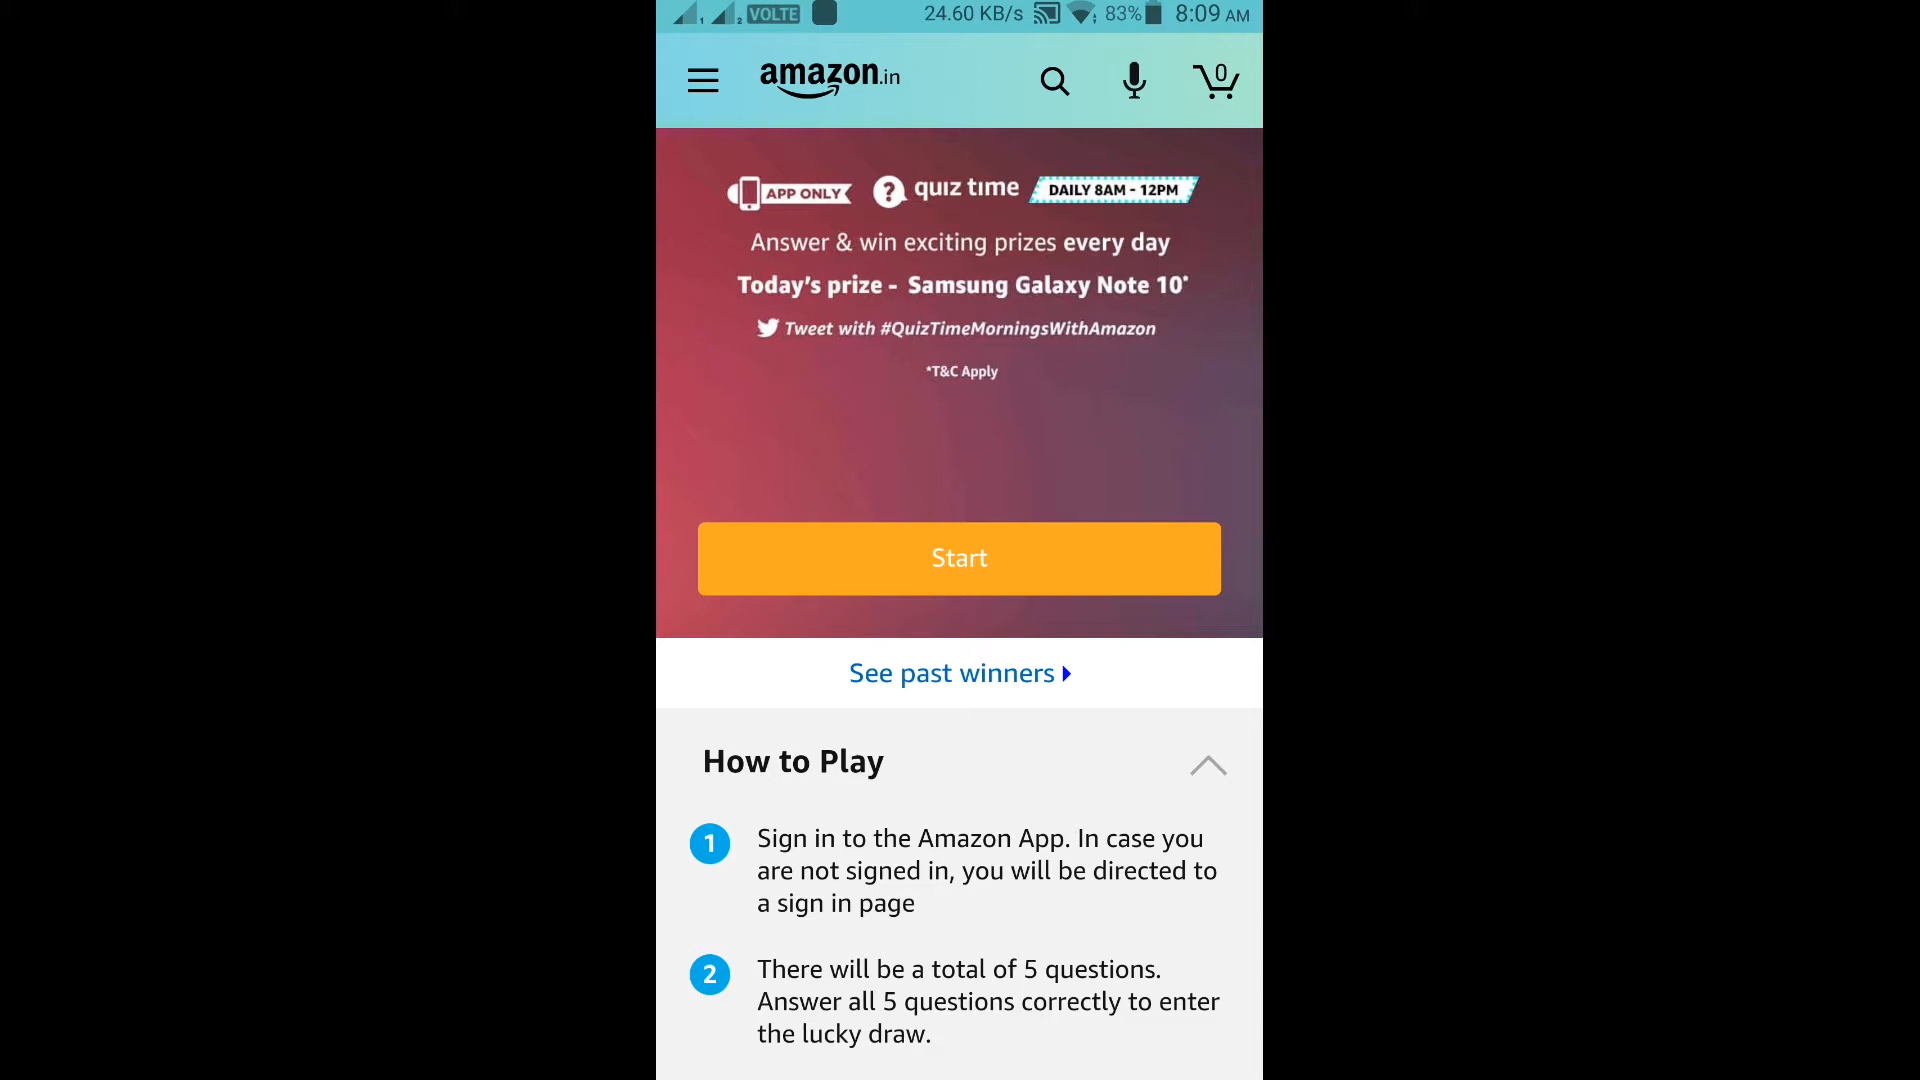 1 2 VOLTE 24.60 KB/s 83% 8:09 AM
amazon.in 0
APP ONLY ? quiz time DAILY 8AM - 12PM
Answer & win exciting prizes every day
Today's prize - Samsung Galaxy Note 10*
Tweet with #QuizTimeMorningsWithAmazon
*T&C Apply
Start
See past winners
How to Play
1 Sign in to the Amazon App. In case you
are not signed in, you will be directed to
a sign in page
2 There will be a total of 5 questions.
Answer all 5 questions correctly to enter
the lucky draw.